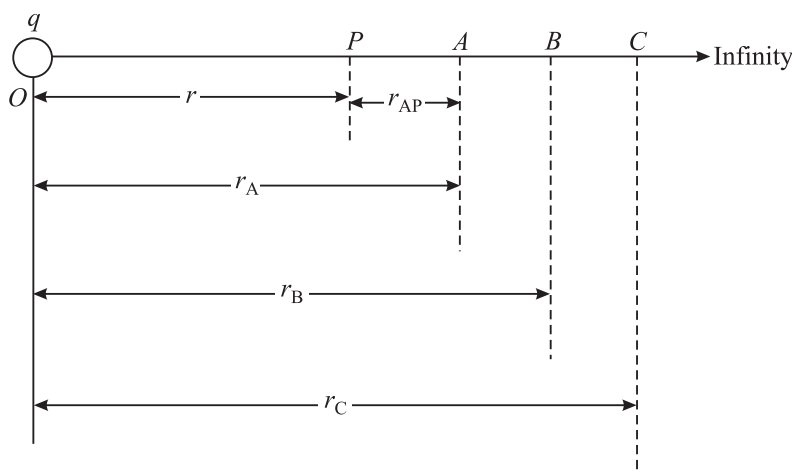 q
P A B C
Infinity
O r
r_AP
r_A
r_B
r_C